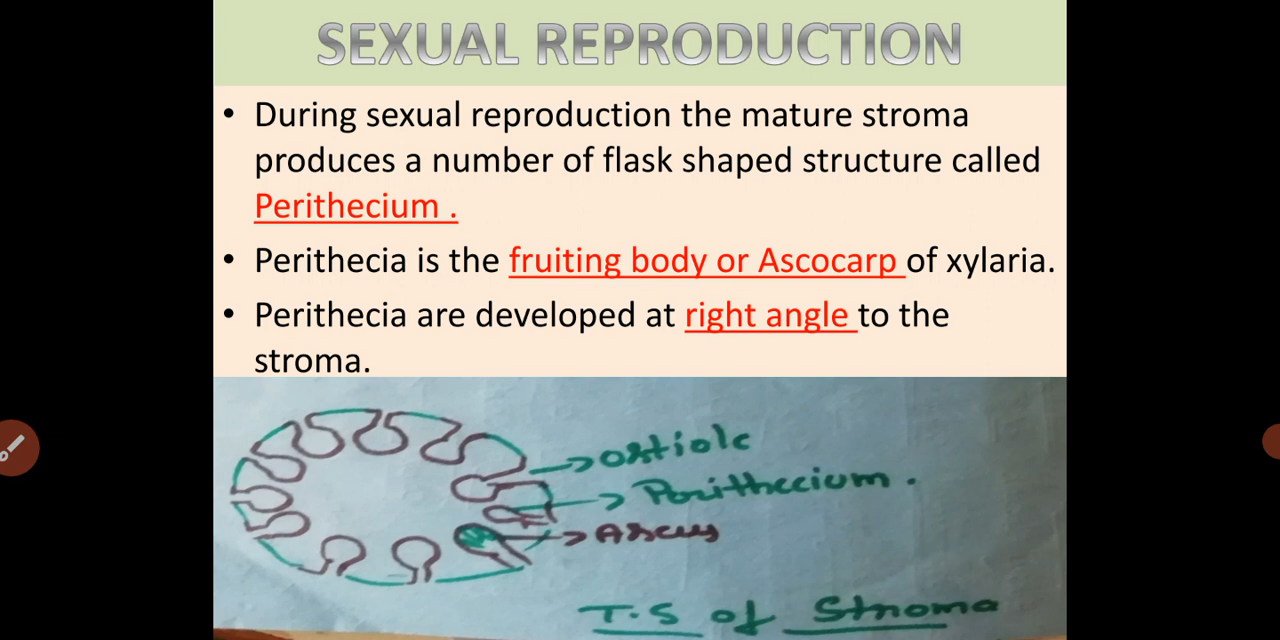 SEXUAL REPRODUCTION
• During sexual reproduction the mature stroma
produces a number of flask shaped structure called
Perithecium .
• Perithecia is the fruiting body or Ascocarp of xylaria.
• Perithecia are developed at right angle to the
stroma.
ostiole
Perithecium .
Ascus
T.S of Stroma